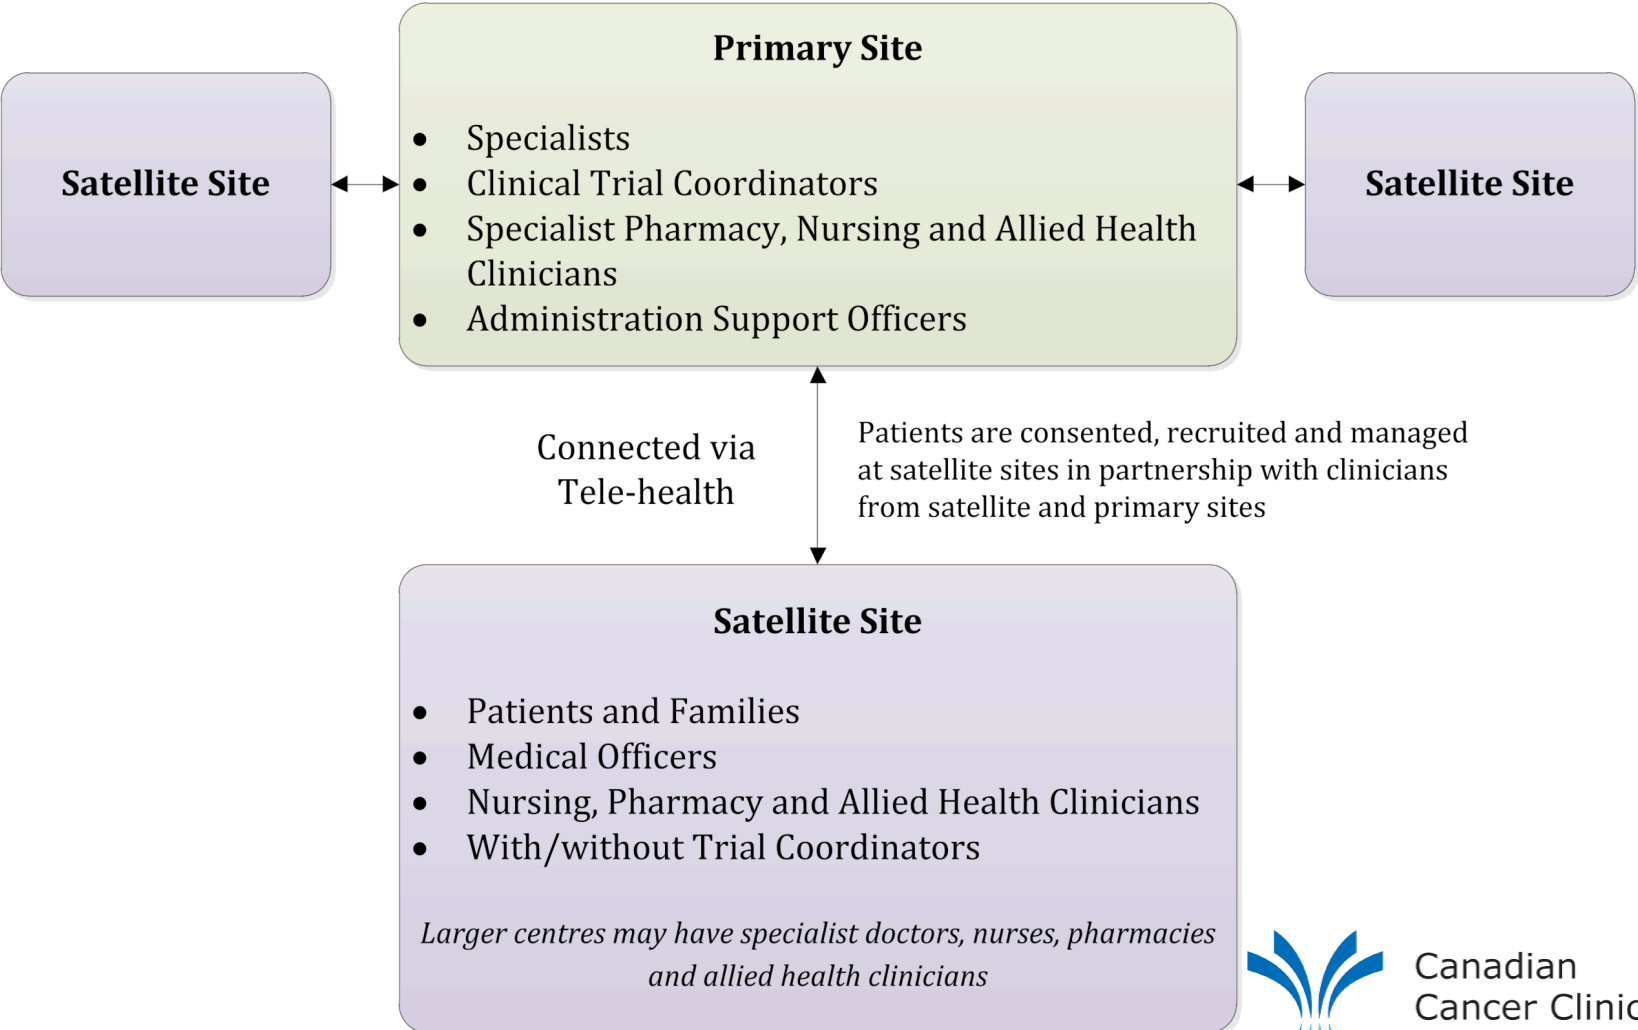 Primary Site
• Specialists
• Clinical Trial Coordinators
• Specialist Pharmacy, Nursing and Allied Health
Clinicians
• Administration Support Officers
Satellite Site
Satellite Site
Connected via
Tele-health
Patients are consented, recruited and managed
at satellite sites in partnership with clinicians
from satellite and primary sites
Satellite Site
• Patients and Families
• Medical Officers
• Nursing, Pharmacy and Allied Health Clinicians
• With/without Trial Coordinators
Larger centres may have specialist doctors, nurses, pharmacies
and allied health clinicians
Canadian
Cancer